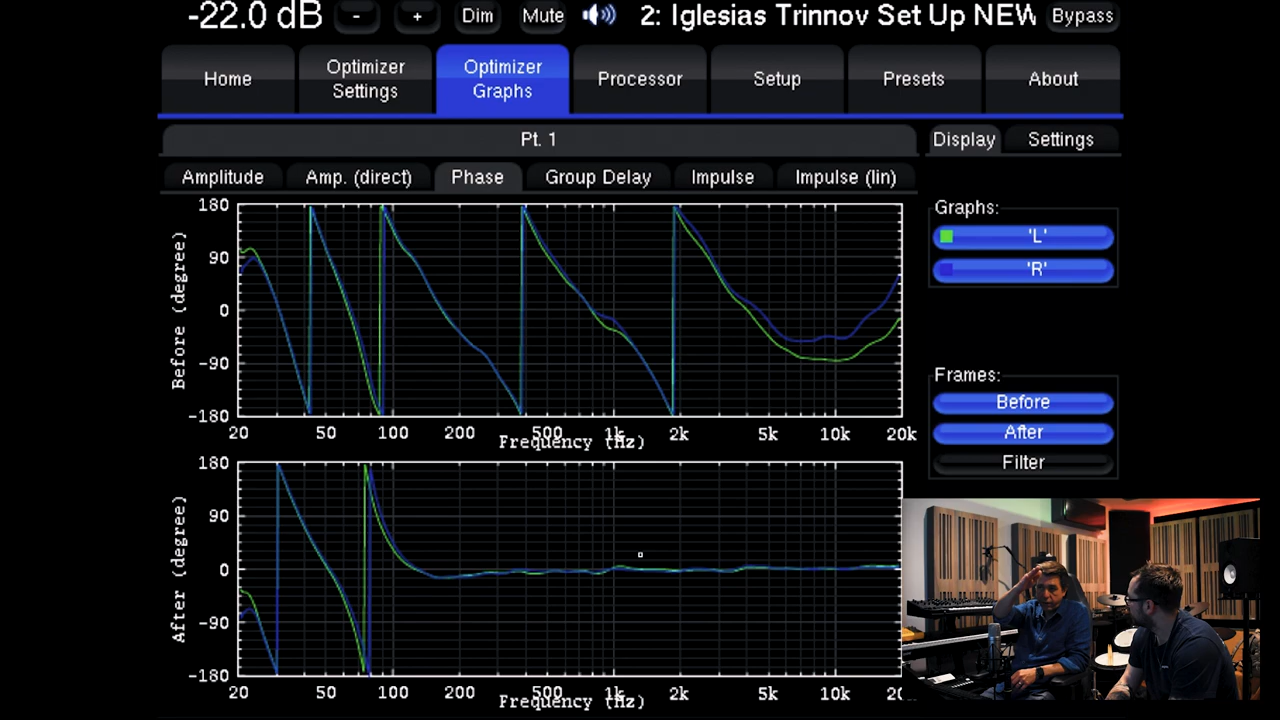 -22.0 dB - + Dim Mute 2: Iglesias Trinnov Set Up NEW Bypass
Home Optimizer Settings Optimizer Graphs Processor Setup Presets About
Pt. 1 Display Settings
Amplitude Amp. (direct) Phase Group Delay Impulse Impulse (lin)
Graphs:
'L'
'R'
Before (degree)
180
90
0
-90
-180
20 50 100 200 500 1k 2k 5k 10k 20k
Frequency (Hz)
Frames:
Before
After
Filter
After (degree)
180
90
0
-90
-180
20 50 100 200 500 1k 2k 5k 10k
Frequency (Hz)